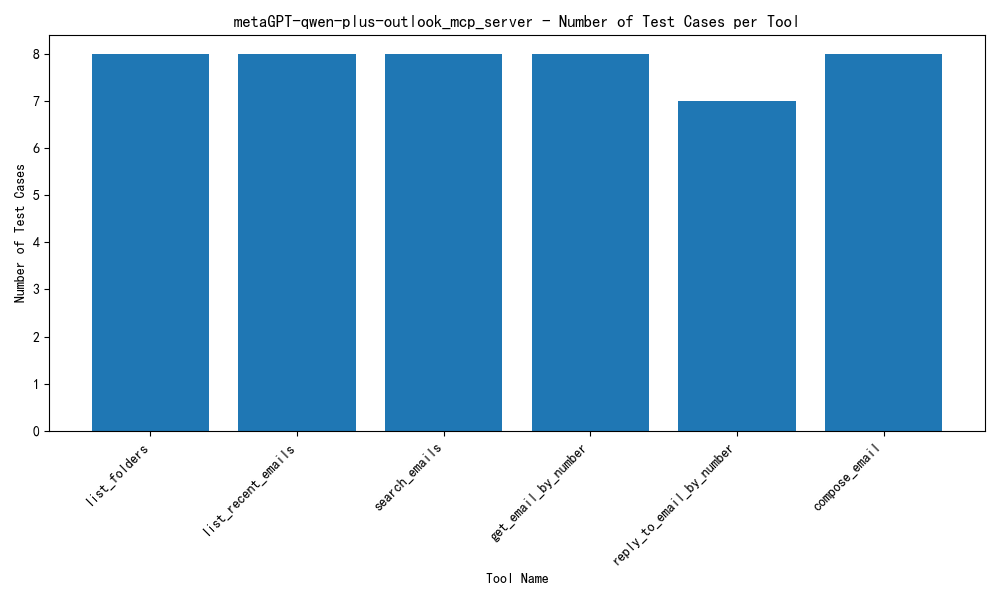 metaGPT-qwen-plus-outlook_mcp_server - Number of Test Cases per Tool
Number of Test Cases
8
7
6
5
4
3
2
1
0
list_folders
list_recent_emails
search_emails
get_email_by_number
reply_to_email_by_number
compose_email
Tool Name